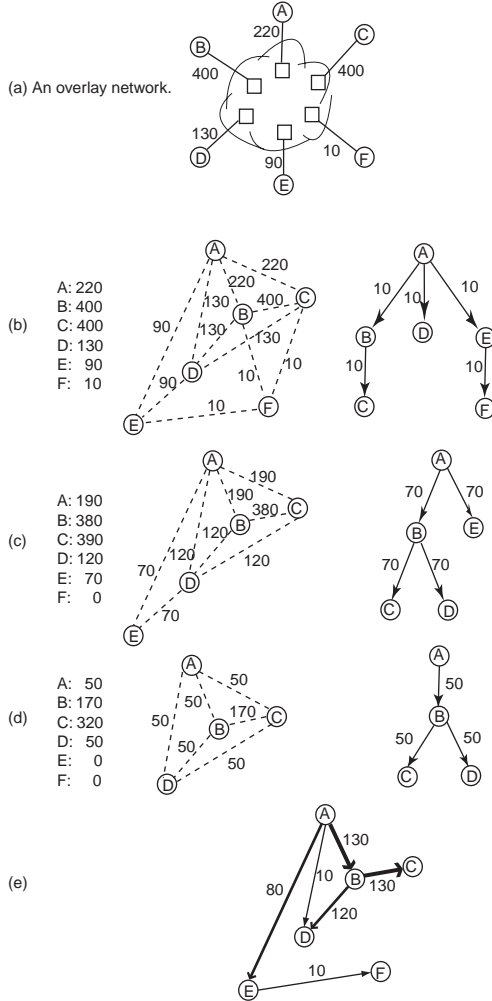 A
220
B
C
400
400
(a) An overlay network.
130
10
D
90
F
E
A
A
220
A: 220
220
B: 400
10
10
10
C: 400
130
400
C
(b)
D: 130
90
B
B
D
E
E: 90
130
130
F: 10
D
10
10
10
10
90
10
F
C
F
E
A
A
190
A: 190
190
70
70
B: 380
380
C
C: 390
B
B
E
(c)
D: 120
120
120
120
E: 70
70
D
70
70
F: 0
70
C
D
E
A
A
A: 50
50
50
B: 170
50
170
C
B
(d)
C: 320
50
B
D: 50
50
50
50
E: 0
50
C
D
F: 0
D
A
130
10
C
(e)
80
B
130
120
D
10
F
E